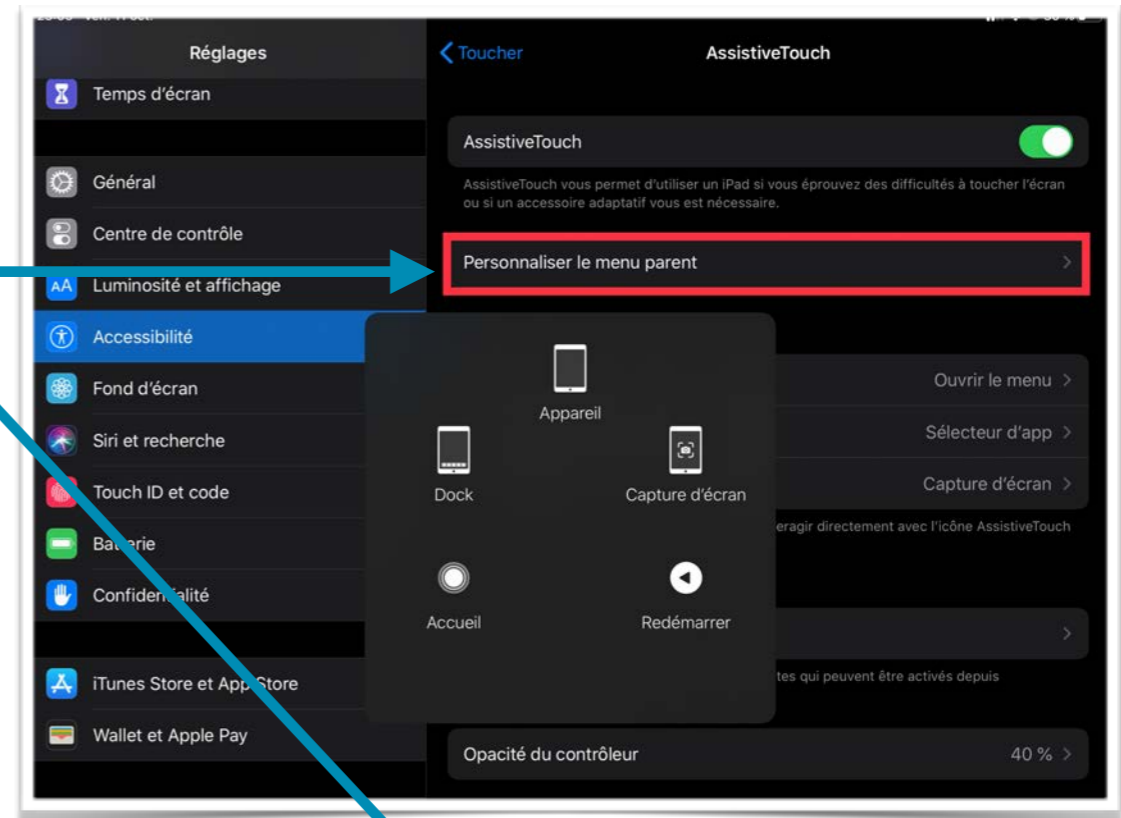 Réglages
Temps d'écran
Général
Centre de contrôle
Luminosité et affichage
Accessibilité
Fond d'écran
Siri et recherche
Touch ID et code
Batterie
Confidentialité
iTunes Store et App Store
Wallet et Apple Pay
Toucher
AssistiveTouch
AssistiveTouch
AssistiveTouch vous permet d'utiliser un iPad si vous éprouvez des difficultés à toucher l'écran
ou si un accessoire adaptatif vous est nécessaire.
Personnaliser le menu parent
Ouvrir le menu
Sélecteur d'app
Capture d'écran
eragir directement avec l'icône AssistiveTouch
tes qui peuvent être activés depuis
Opacité du contrôleur 40 %
Appareil
Dock
Capture d'écran
Accueil
Redémarrer